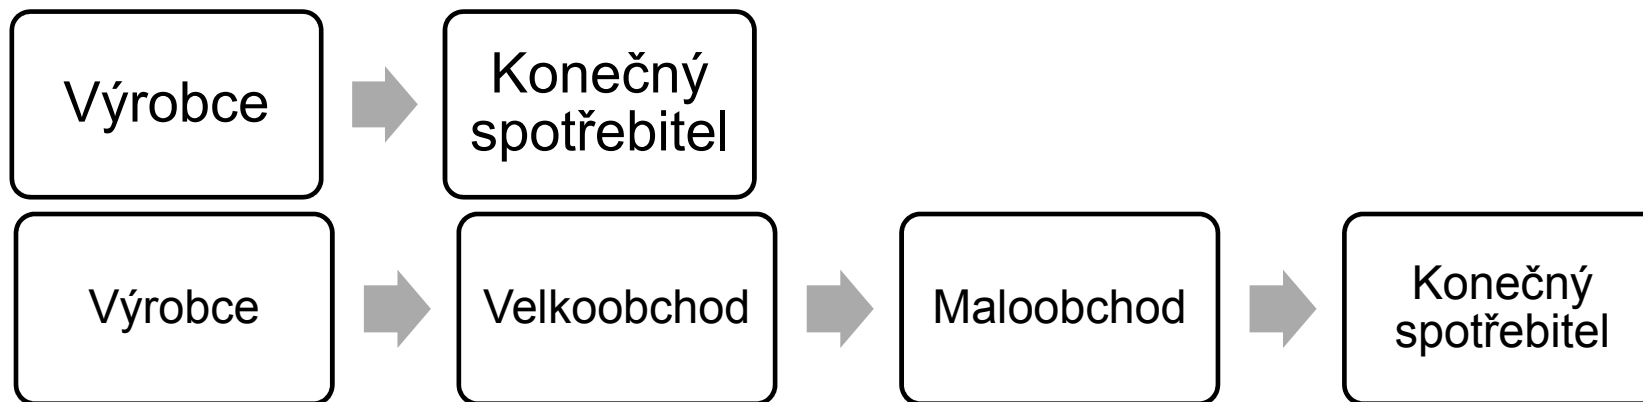 Výrobce
Konečný
spotřebitel
Výrobce
Velkoobchod
Maloobchod
Konečný
spotřebitel